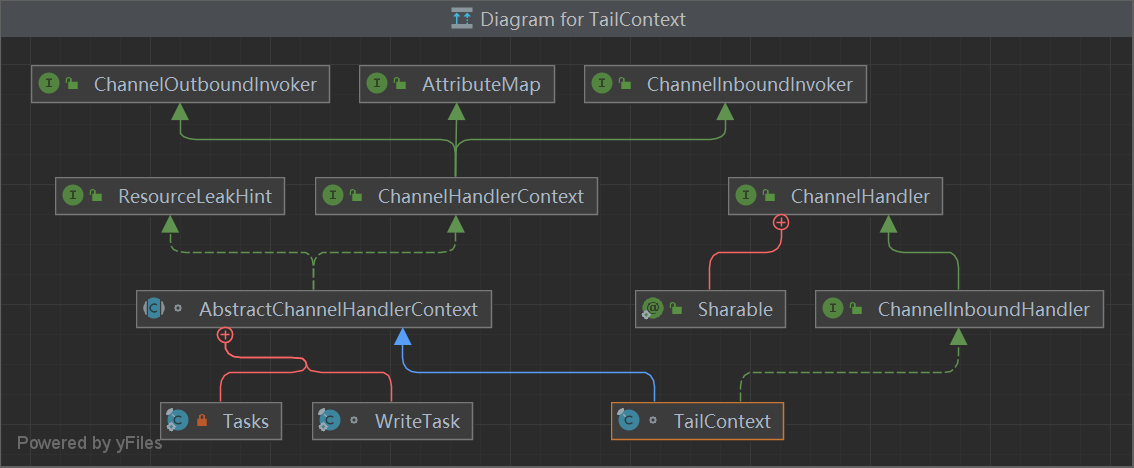 Diagram for TailContext
ChannelOutboundInvoker
AttributeMap
ChannelInboundInvoker
ResourceLeakHint
ChannelHandlerContext
ChannelHandler
AbstractChannelHandlerContext
Sharable
ChannelInboundHandler
Tasks
WriteTask
TailContext
Powered by yFiles